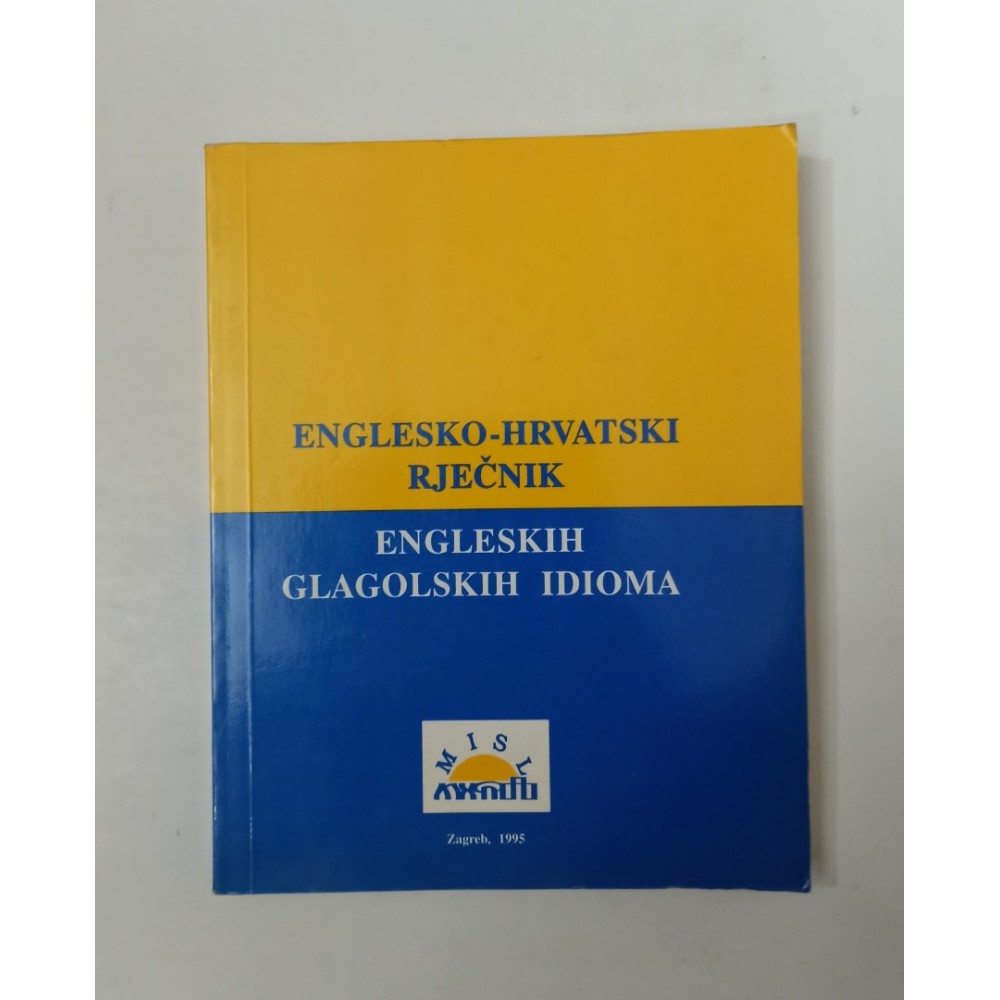 ENGLESKO-HRVATSKI
RJEČNIK
ENGLESKIH
GLAGOLSKIH IDIOMA
MISL
Zagreb, 1995